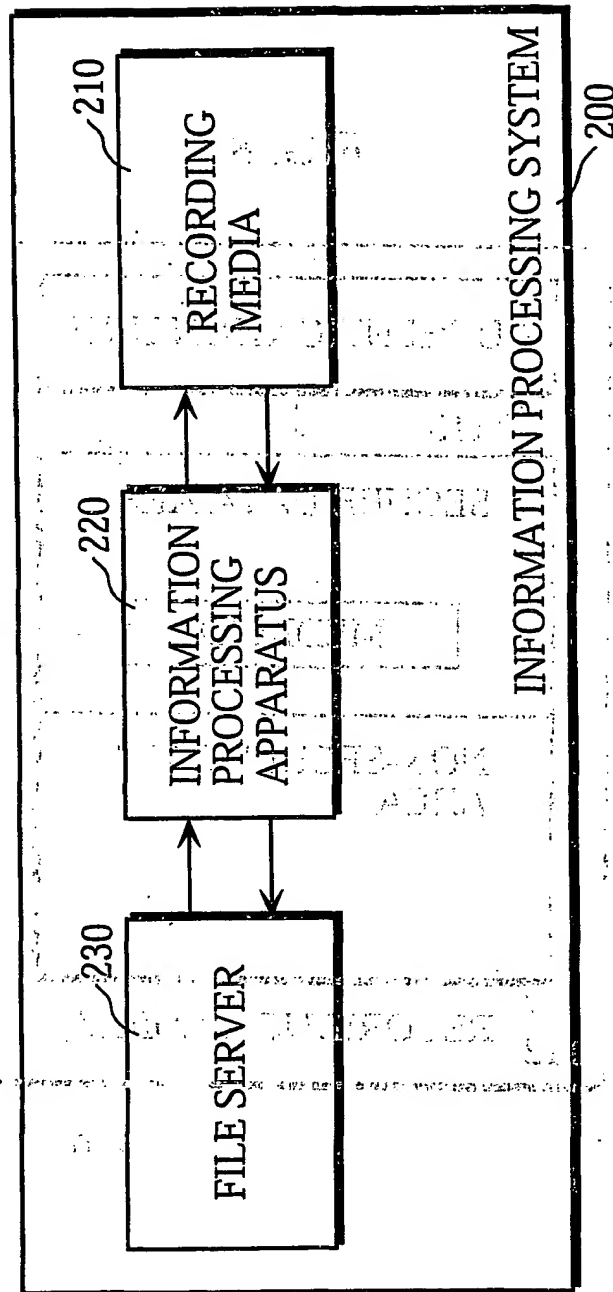 230
FILE SERVER
220
INFORMATION
PROCESSING
APPARATUS
210
RECORDING
MEDIA
INFORMATION PROCESSING SYSTEM
200